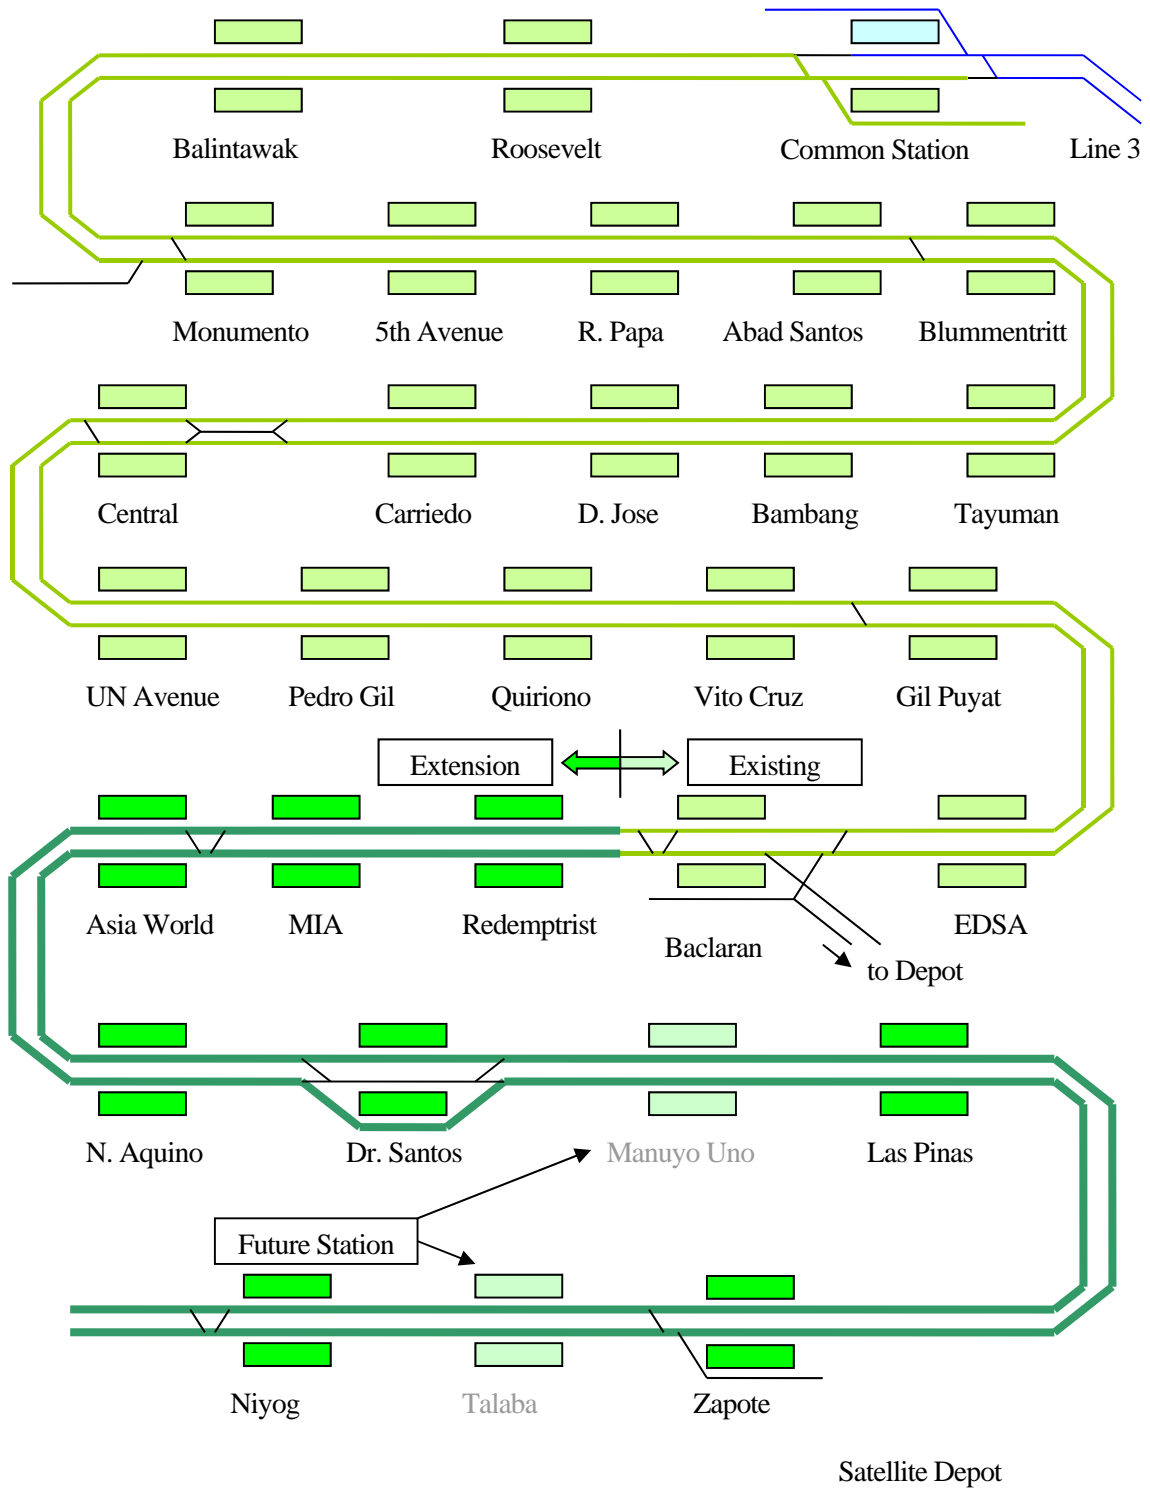 Balintawak
Roosevelt
Common Station
Line 3
Monumento
5th Avenue
R. Papa
Abad Santos
Blummentritt
Central
Carriedo
D. Jose
Bambang
Tayuman
UN Avenue
Pedro Gil
Quiriono
Vito Cruz
Gil Puyat
Extension
Existing
Asia World
MIA
Redemptrist
Baclaran
EDSA
to Depot
N. Aquino
Dr. Santos
Manuyo Uno
Las Pinas
Future Station
Niyog
Talaba
Zapote
Satellite Depot